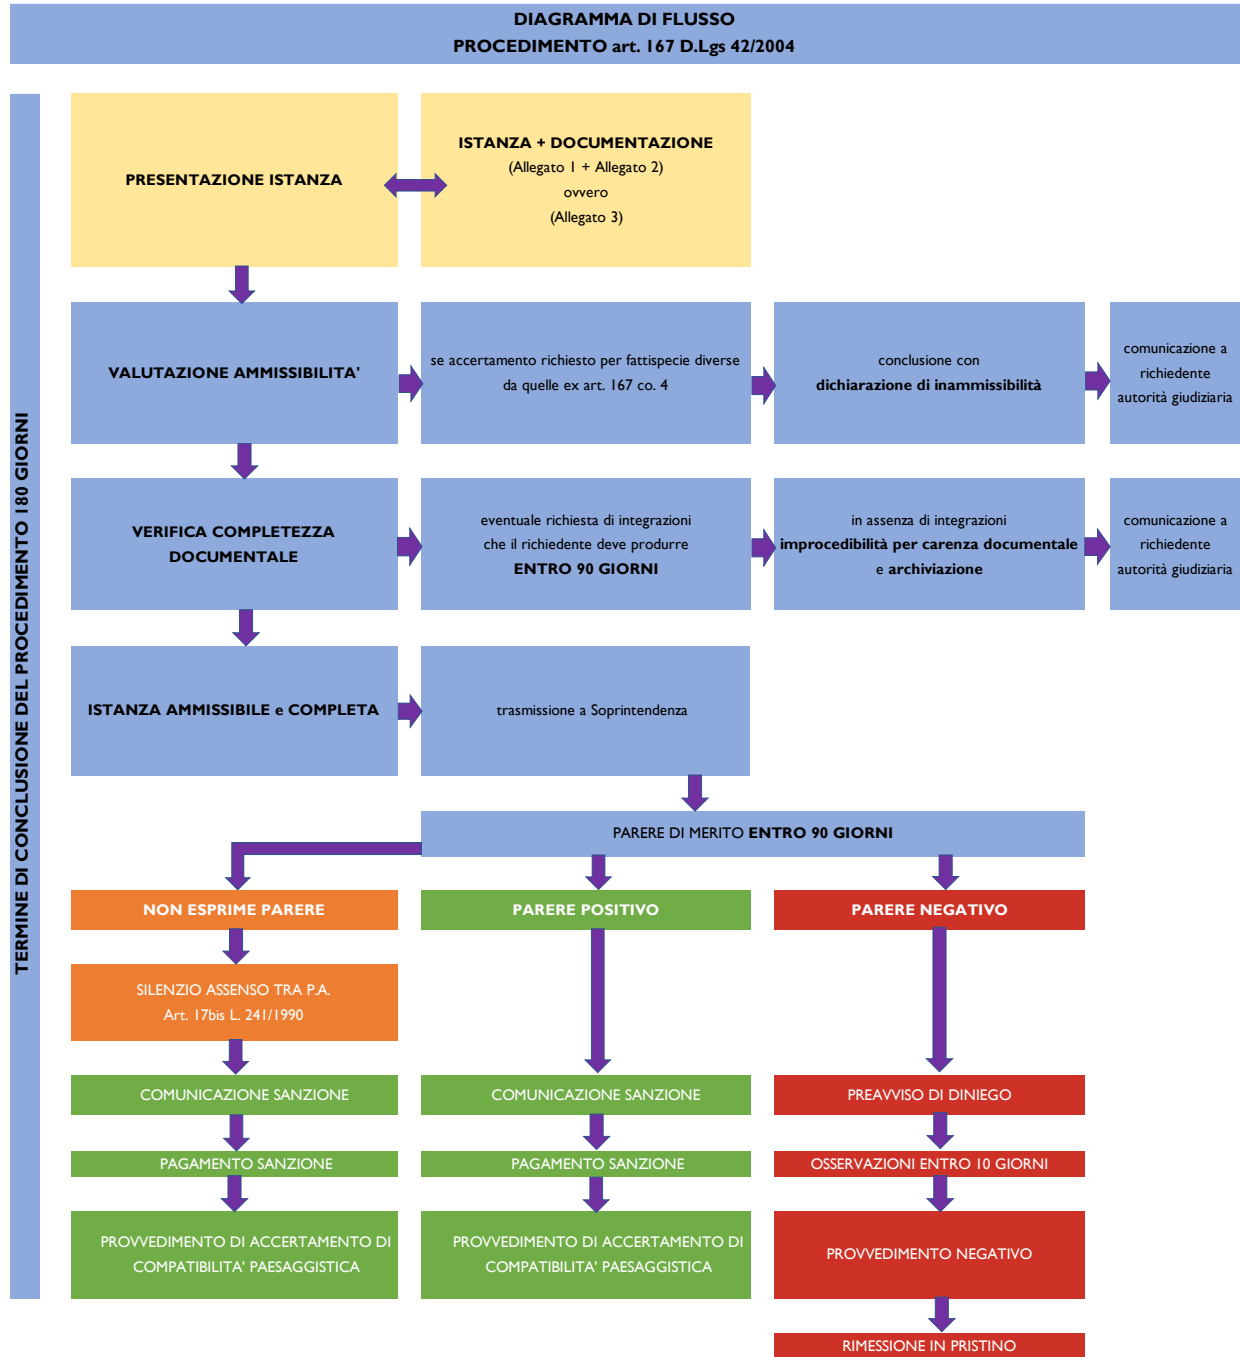 DIAGRAMMA DI FLUSSO
PROCEDIMENTO art. 167 D.Lgs 42/2004
TERMINE DI CONCLUSIONE DEL PROCEDIMENTO 180 GIORNI
PRESENTAZIONE ISTANZA
ISTANZA + DOCUMENTAZIONE
(Allegato 1 + Allegato 2)
ovvero
(Allegato 3)
VALUTAZIONE AMMISSIBILITA'
se accertamento richiesto per fattispecie diverse
da quelle ex art. 167 co. 4
conclusione con
dichiarazione di inammissibilità
comunicazione a
richiedente
autorità giudiziaria
VERIFICA COMPLETEZZA
DOCUMENTALE
eventuale richiesta di integrazioni
che il richiedente deve produrre
ENTRO 90 GIORNI
in assenza di integrazioni
improcedibilità per carenza documentale
e archiviazione
comunicazione a
richiedente
autorità giudiziaria
ISTANZA AMMISSIBILE e COMPLETA
trasmissione a Soprintendenza
PARERE DI MERITO ENTRO 90 GIORNI
NON ESPRIME PARERE
PARERE POSITIVO
PARERE NEGATIVO
SILENZIO ASSENSO TRA P.A.
Art. 17bis L. 241/1990
COMUNICAZIONE SANZIONE
COMUNICAZIONE SANZIONE
PREAVVISO DI DINIEGO
PAGAMENTO SANZIONE
PAGAMENTO SANZIONE
OSSERVAZIONI ENTRO 10 GIORNI
PROVVEDIMENTO DI ACCERTAMENTO DI
COMPATIBILITA' PAESAGGISTICA
PROVVEDIMENTO DI ACCERTAMENTO DI
COMPATIBILITA' PAESAGGISTICA
PROVVEDIMENTO NEGATIVO
RIMESSIONE IN PRISTINO